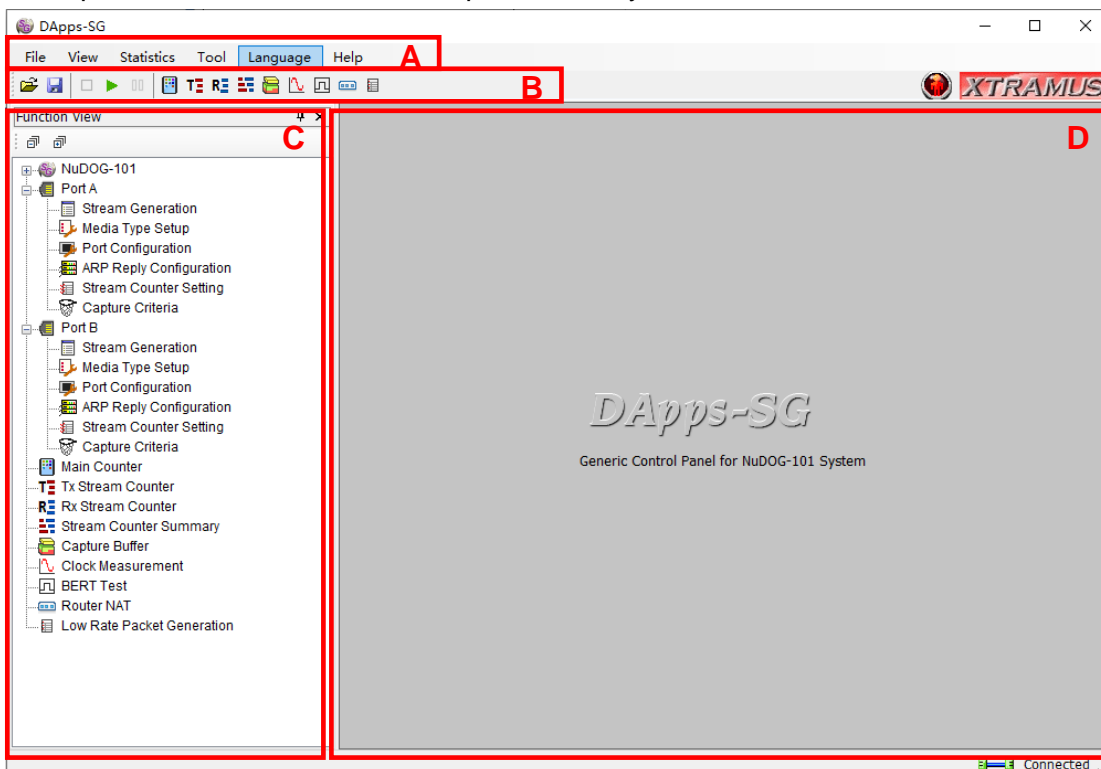 DApps-SG
File View Statistics Tool Language Help A
B
XTRAMUS
Function View
C
D
NuDOG-101
Port A
Stream Generation
Media Type Setup
Port Configuration
ARP Reply Configuration
Stream Counter Setting
Capture Criteria
Port B
Stream Generation
Media Type Setup
Port Configuration
ARP Reply Configuration
Stream Counter Setting
Capture Criteria
Main Counter
T Tx Stream Counter
R Rx Stream Counter
Stream Counter Summary
Capture Buffer
Clock Measurement
BERT Test
Router NAT
Low Rate Packet Generation
DApps-SG
Generic Control Panel for NuDOG-101 System
Connected